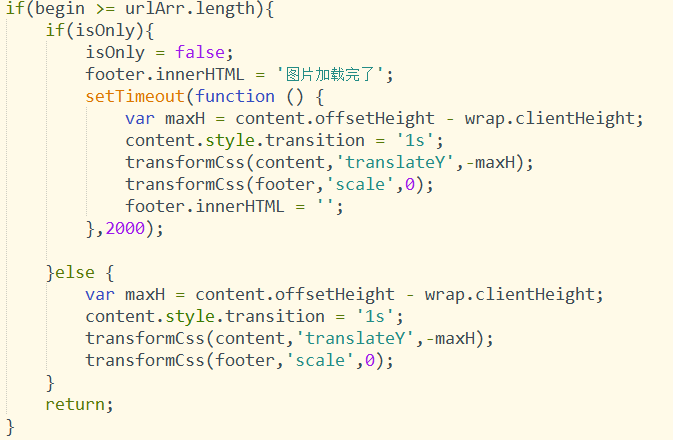 if(begin >= urlArr.length){
    if(isOnly){
        isOnly = false;
        footer.innerHTML = '图片加载完了';
        setTimeout(function () {
            var maxH = content.offsetHeight - wrap.clientHeight;
            content.style.transition = '1s';
            transformCss(content,'translateY',-maxH);
            transformCss(footer,'scale',0);
            footer.innerHTML = '';
        },2000);

    }else {
        var maxH = content.offsetHeight - wrap.clientHeight;
        content.style.transition = '1s';
        transformCss(content,'translateY',-maxH);
        transformCss(footer,'scale',0);
    }
    return;
}